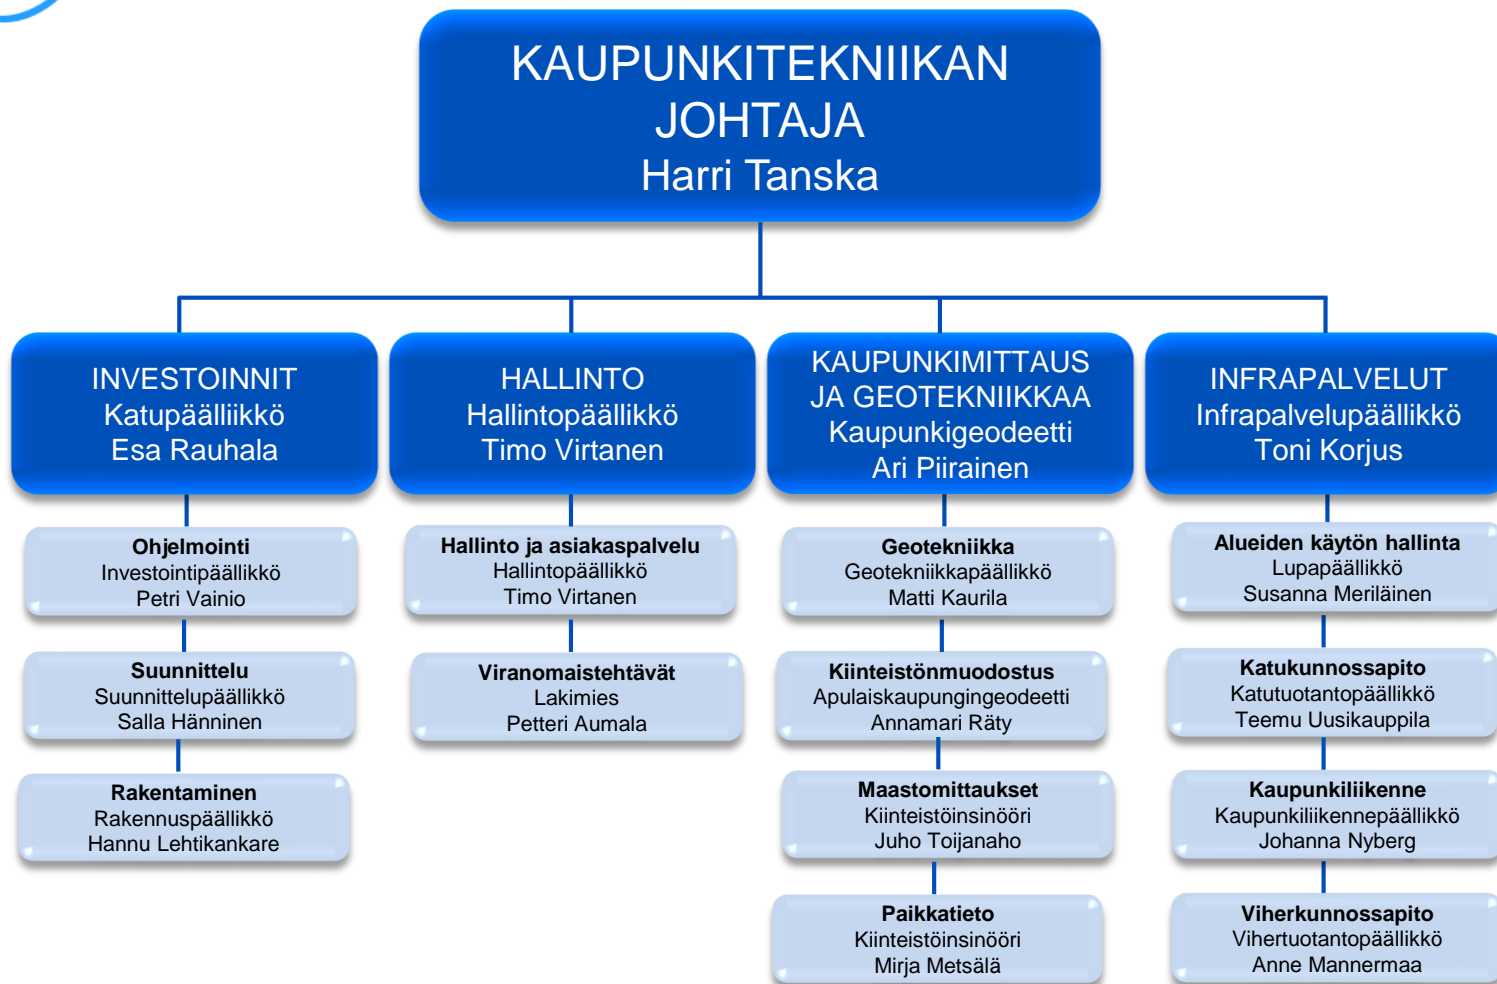 KAUPUNKITEKNIIKAN
JOHTAJA
Harri Tanska
INVESTOINNIT
Katupäälliikkö
Esa Rauhala
Ohjelmointi
Investointipäällikkö
Petri Vainio
Suunnittelu
Suunnittelupäällikkö
Salla Hänninen
Rakentaminen
Rakennuspäällikkö
Hannu Lehtikankare
HALLINTO
Hallintopäällikkö
Timo Virtanen
Hallinto ja asiakaspalvelu
Hallintopäällikkö
Timo Virtanen
Viranomaistehtävät
Lakimies
Petteri Aumala
KAUPUNKIMITTAUS
JA GEOTEKNIIKKAA
Kaupunkigeodeetti
Ari Piirainen
Geotekniikka
Geotekniikkapäällikkö
Matti Kaurila
Kiinteistönmuodostus
Apulaiskaupungingeodeetti
Annamari Räty
Maastomittaukset
Kiinteistöinsinööri
Juho Toijanaho
Paikkatieto
Kiinteistöinsinööri
Mirja Metsälä
INFRAPALVELUT
Infrapalvelupäällikkö
Toni Korjus
Alueiden käytön hallinta
Lupapäällikkö
Susanna Meriläinen
Katukunnossapito
Katutuotantopäällikkö
Teemu Uusikauppila
Kaupunkiliikenne
Kaupunkiliikennepäällikkö
Johanna Nyberg
Viherkunnossapito
Vihertuotantopäällikkö
Anne Mannermaa